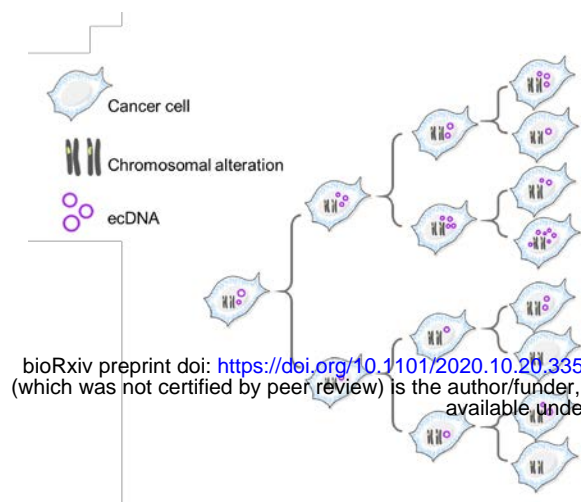 Cancer cell
Chromosomal alteration
ecDNA
bioRxiv preprint doi: https://doi.org/10.1101/2020.10.20.335
(which was not certified by peer review) is the author/funder,
available unde